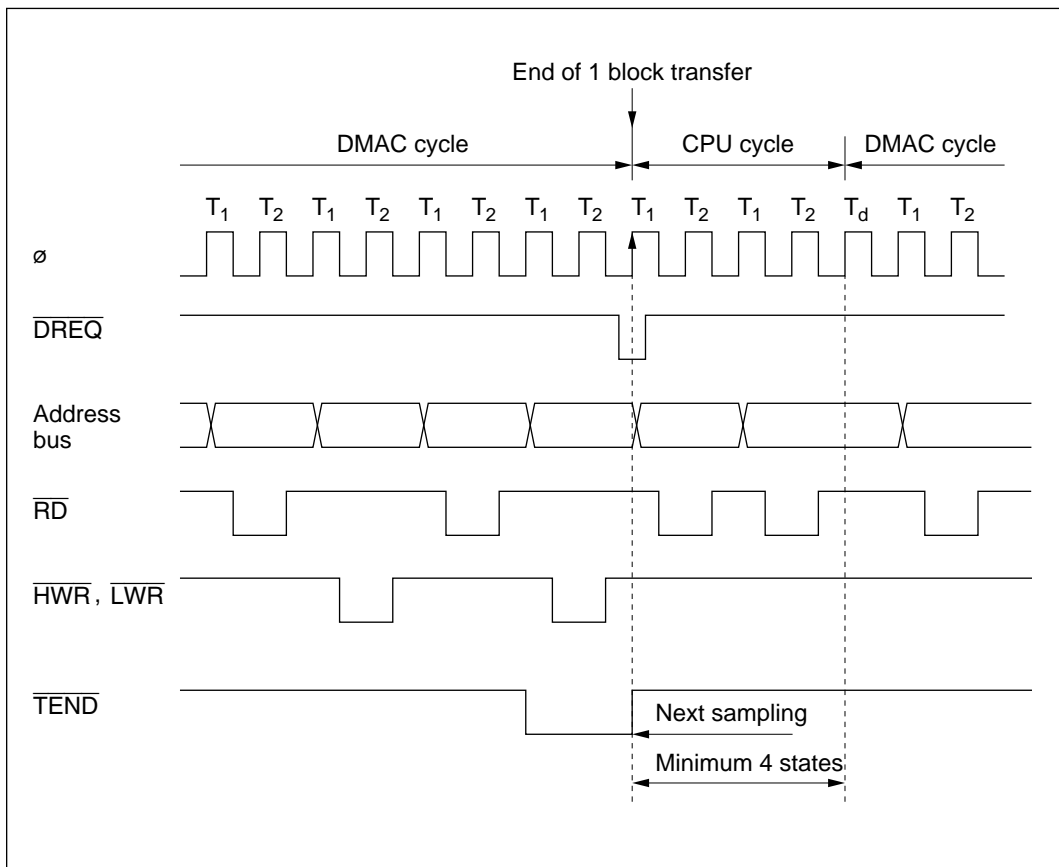 End of 1 block transfer
DMAC cycle CPU cycle DMAC cycle
T1 T2 T1 T2 T1 T2 T1 T2 T1 T2 T1 T2 Td T1 T2
ø
DREQ
Address
bus
RD
HWR, LWR
TEND
Next sampling
Minimum 4 states